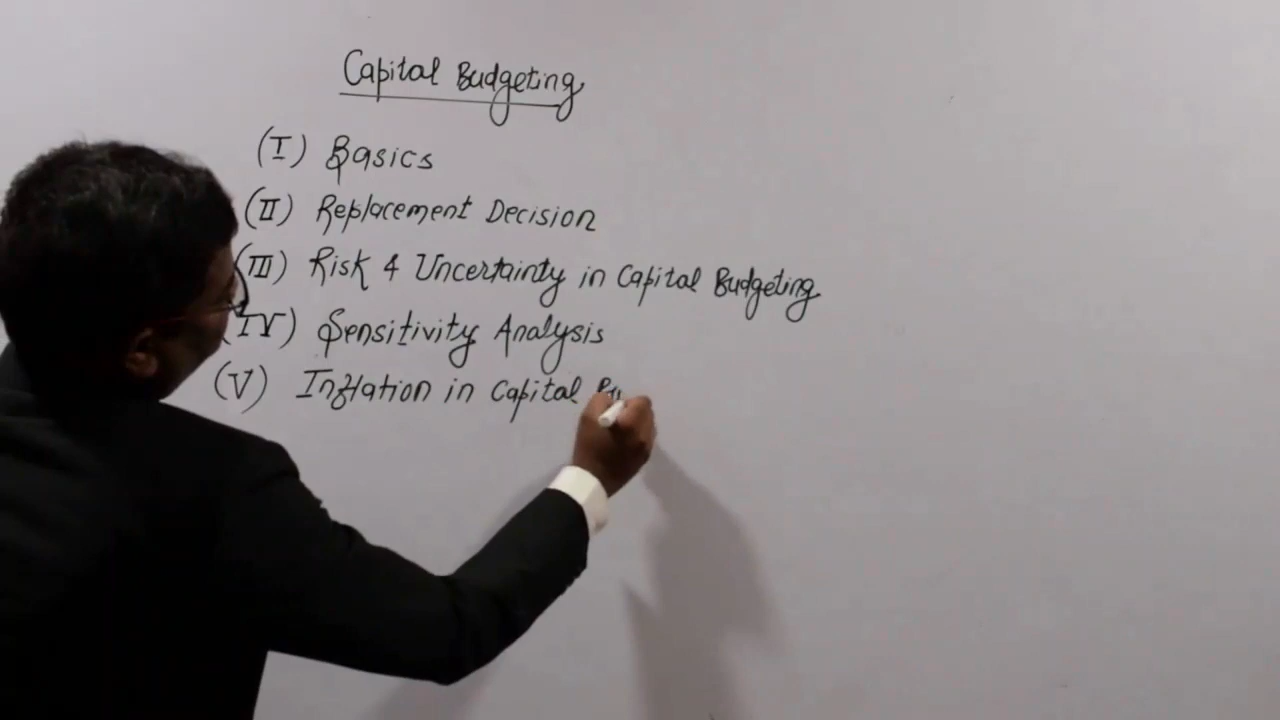 Capital Budgeting
(I) Basics
(II) Replacement Decision
(III) Risk & Uncertainty in Capital Budgeting
(IV) Sensitivity Analysis
(V) Inflation in Capital